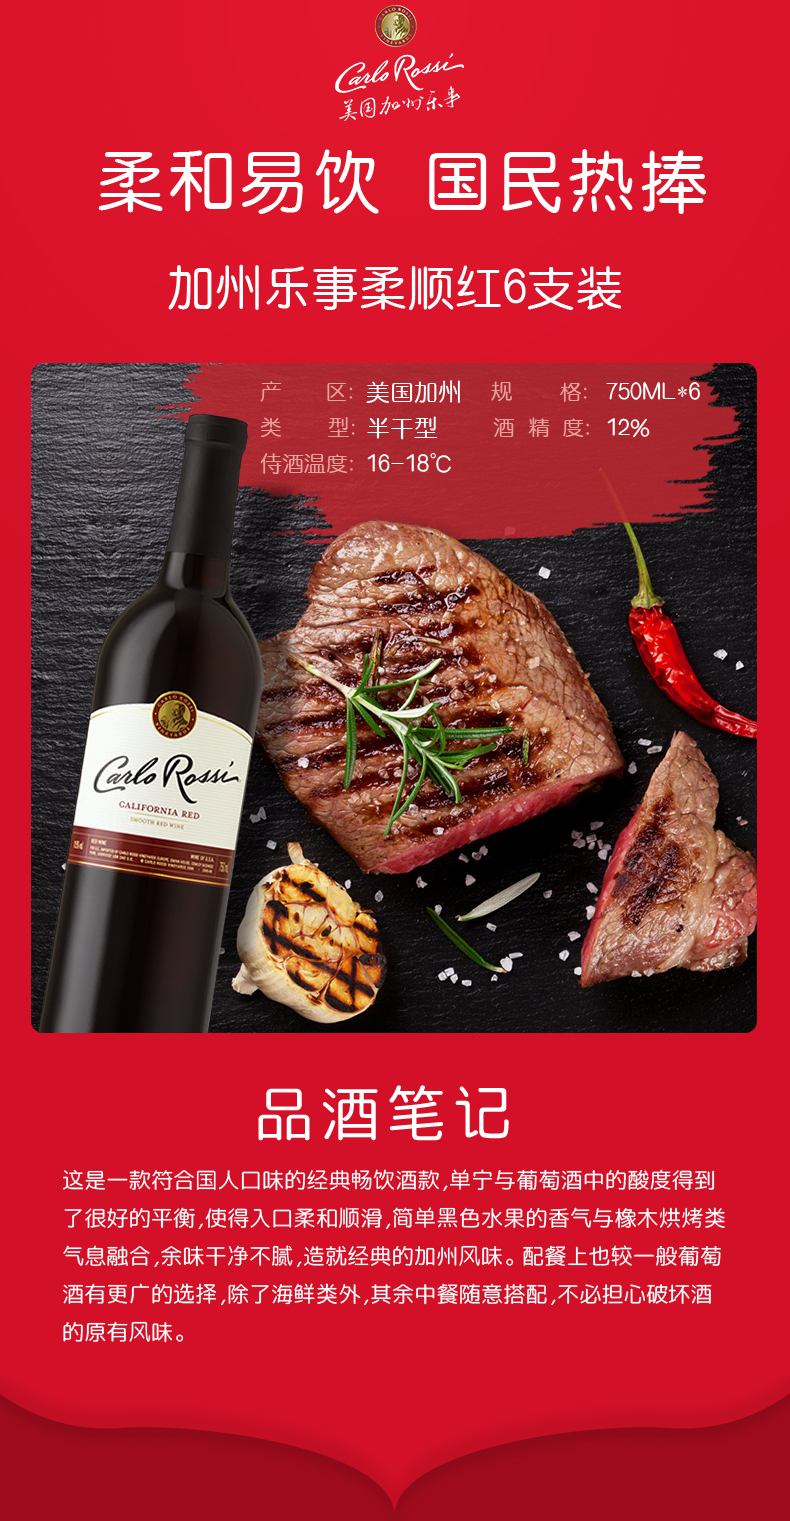 Carlo Rossi
美国加州乐事
柔和易饮 国民热捧
加州乐事柔顺红6支装
产 区: 美国加州 规 格: 750ML*6
类 型: 半干型 酒 精 度: 12%
侍酒温度: 16-18℃
Carlo Rossi
CALIFORNIA RED
SMOOTH RED WINE
RED WINE
WINE OF U.S.A.
品酒笔记
这是一款符合国人口味的经典畅饮酒款,单宁与葡萄酒中的酸度得到
了很好的平衡,使得入口柔和顺滑,简单黑色水果的香气与橡木烘烤类
气息融合,余味干净不腻,造就经典的加州风味。配餐上也较一般葡萄
酒有更广的选择,除了海鲜类外,其余中餐随意搭配,不必担心破坏酒
的原有风味。